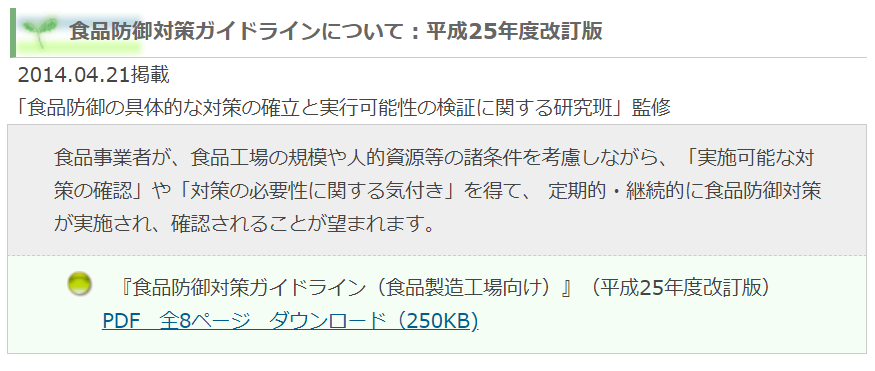 食品防御対策ガイドラインについて：平成25年度改訂版
2014.04.21掲載
「食品防御の具体的な対策の確立と実行可能性の検証に関する研究班」監修
食品事業者が、食品工場の規模や人的資源等の諸条件を考慮しながら、「実施可能な対
策の確認」や「対策の必要性に関する気付き」を得て、 定期的・継続的に食品防御対策
が実施され、確認されることが望まれます。
『食品防御対策ガイドライン（食品製造工場向け）』（平成25年度改訂版）
PDF　全8ページ　ダウンロード（250KB)